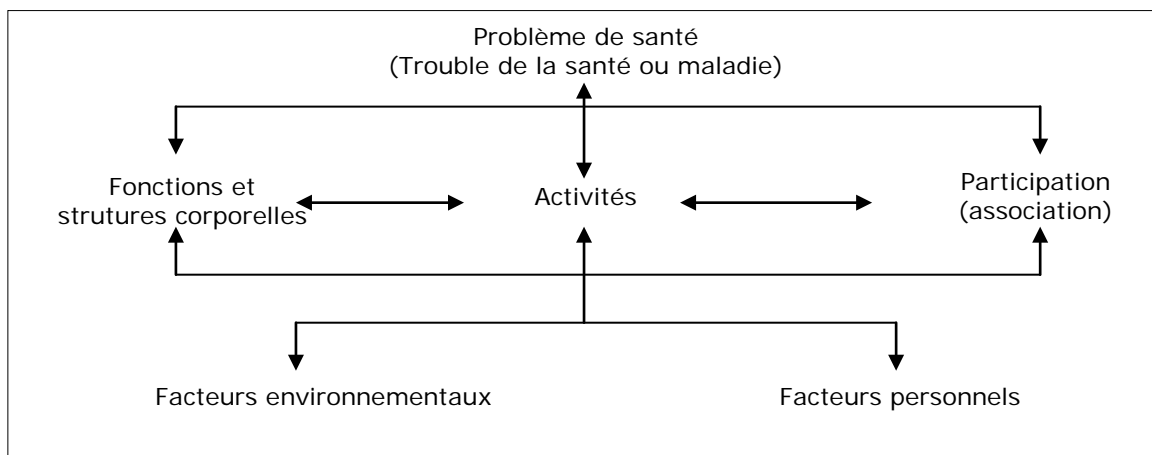 Problème de santé
(Trouble de la santé ou maladie)
Fonctions et
strutures corporelles
Activités
Participation
(association)
Facteurs environnementaux
Facteurs personnels